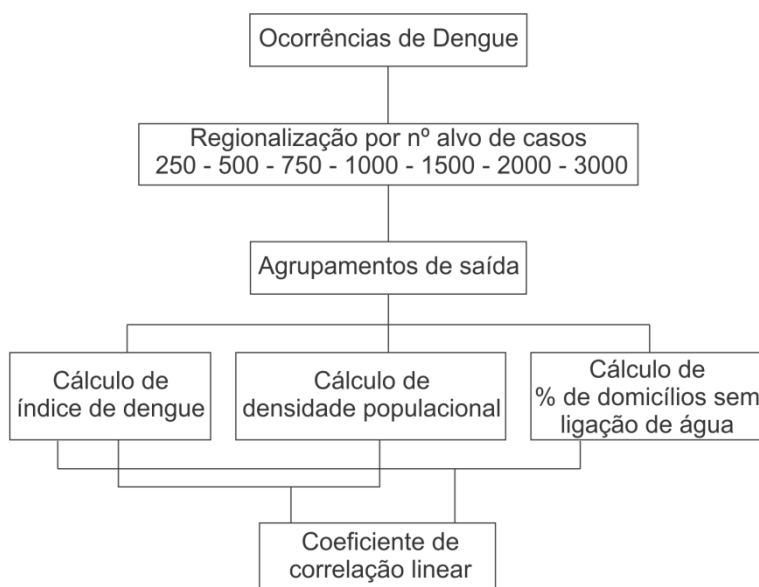 Ocorrências de Dengue
Regionalização por nº alvo de casos
250 - 500 - 750 - 1000 - 1500 - 2000 - 3000
Agrupamentos de saída
Cálculo de
índice de dengue
Cálculo de
densidade populacional
Cálculo de
% de domicílios sem
ligação de água
Coeficiente de
correlação linear